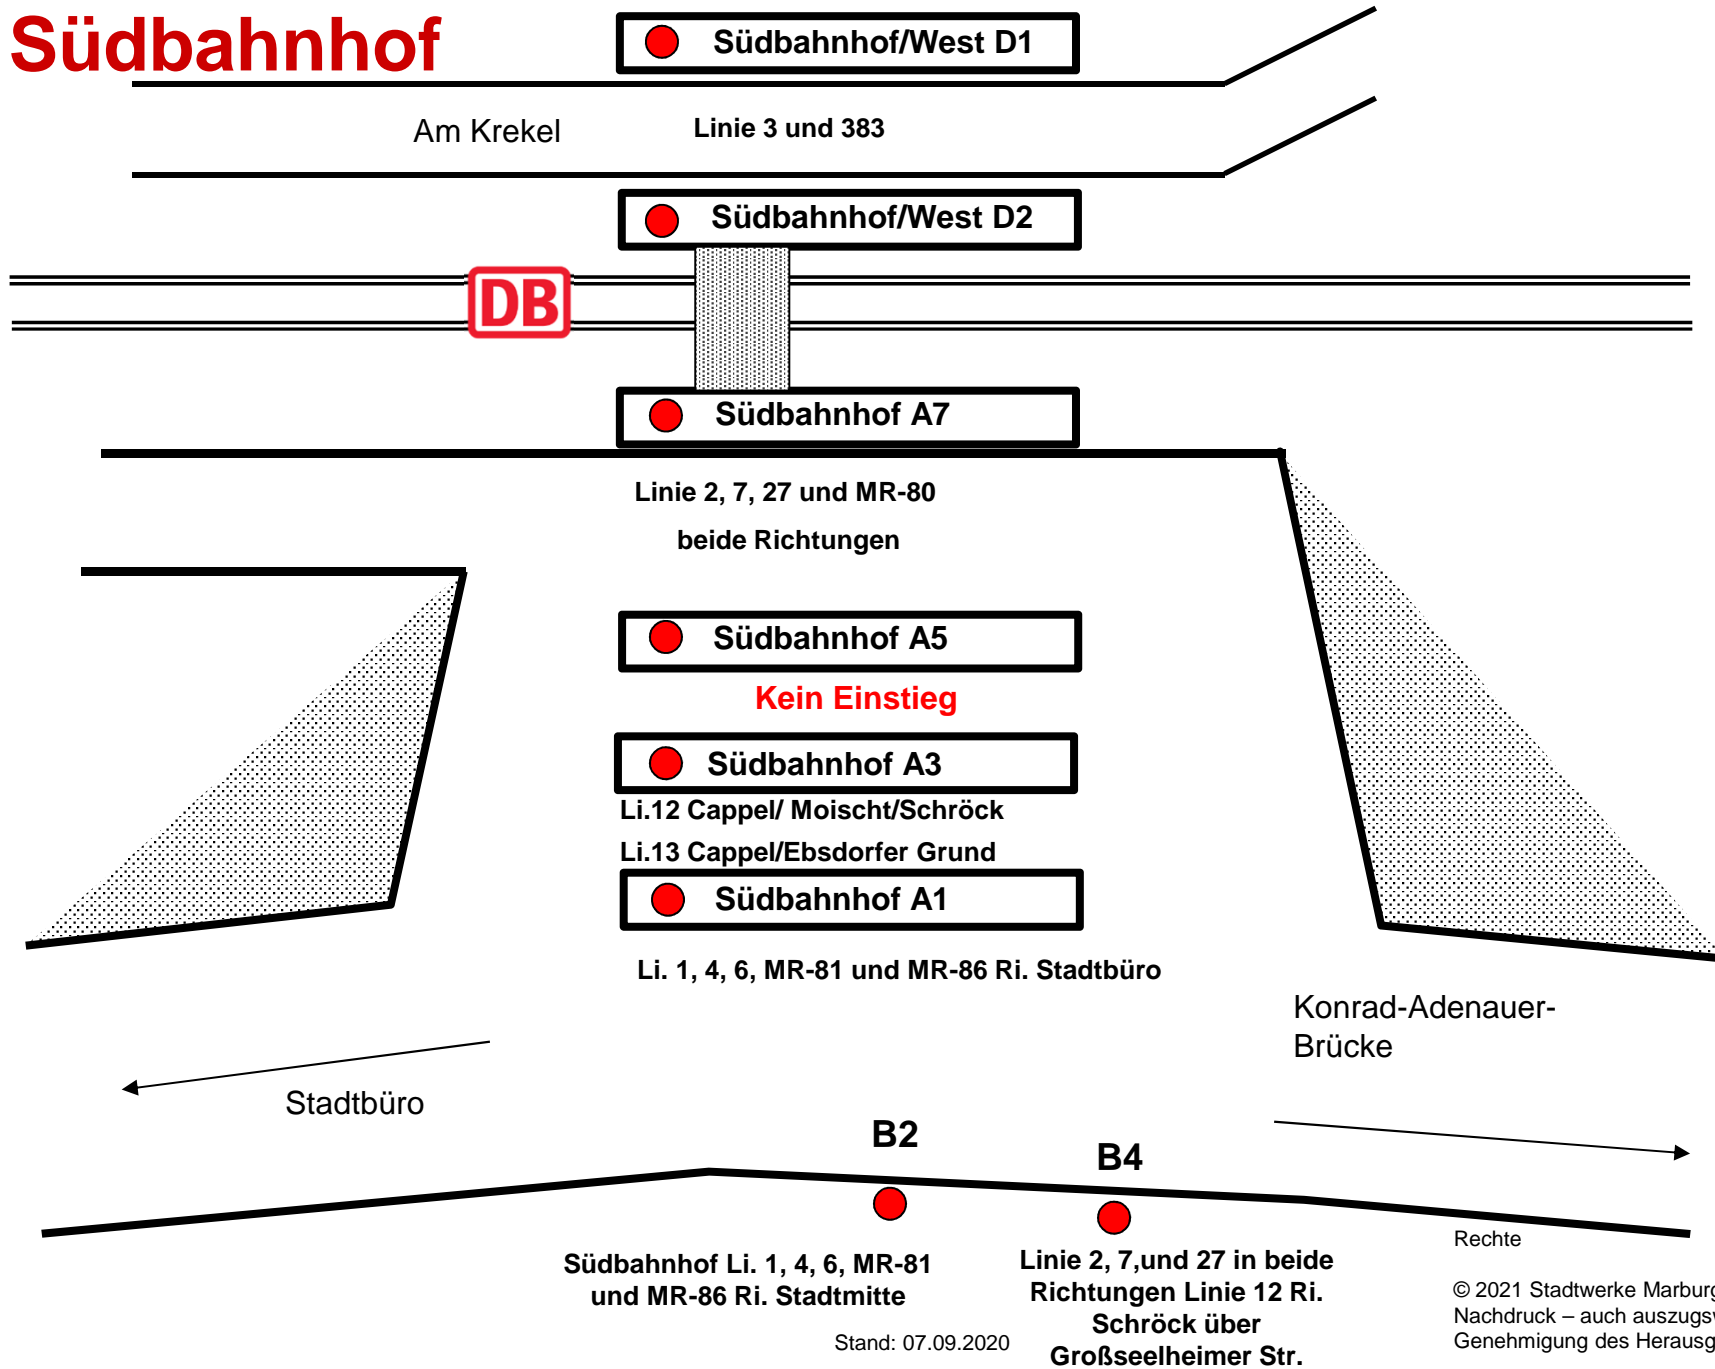 Südbahnhof
Südbahnhof/West D1
Am Krekel
Linie 3 und 383
Südbahnhof/West D2
DB
Südbahnhof A7
Linie 2, 7, 27 und MR-80
beide Richtungen
Südbahnhof A5
Kein Einstieg
Südbahnhof A3
Li.12 Cappel/ Moischt/Schröck
Li.13 Cappel/Ebsdorfer Grund
Südbahnhof A1
Li. 1, 4, 6, MR-81 und MR-86 Ri. Stadtbüro
Konrad-Adenauer-
Brücke
Stadtbüro
B2
B4
Südbahnhof Li. 1, 4, 6, MR-81
und MR-86 Ri. Stadtmitte
Linie 2, 7,und 27 in beide
Richtungen Linie 12 Ri.
Schröck über
Großseelheimer Str.
Stand: 07.09.2020
Rechte
© 2021 Stadtwerke Marburg
Nachdruck – auch
Genehmigung des